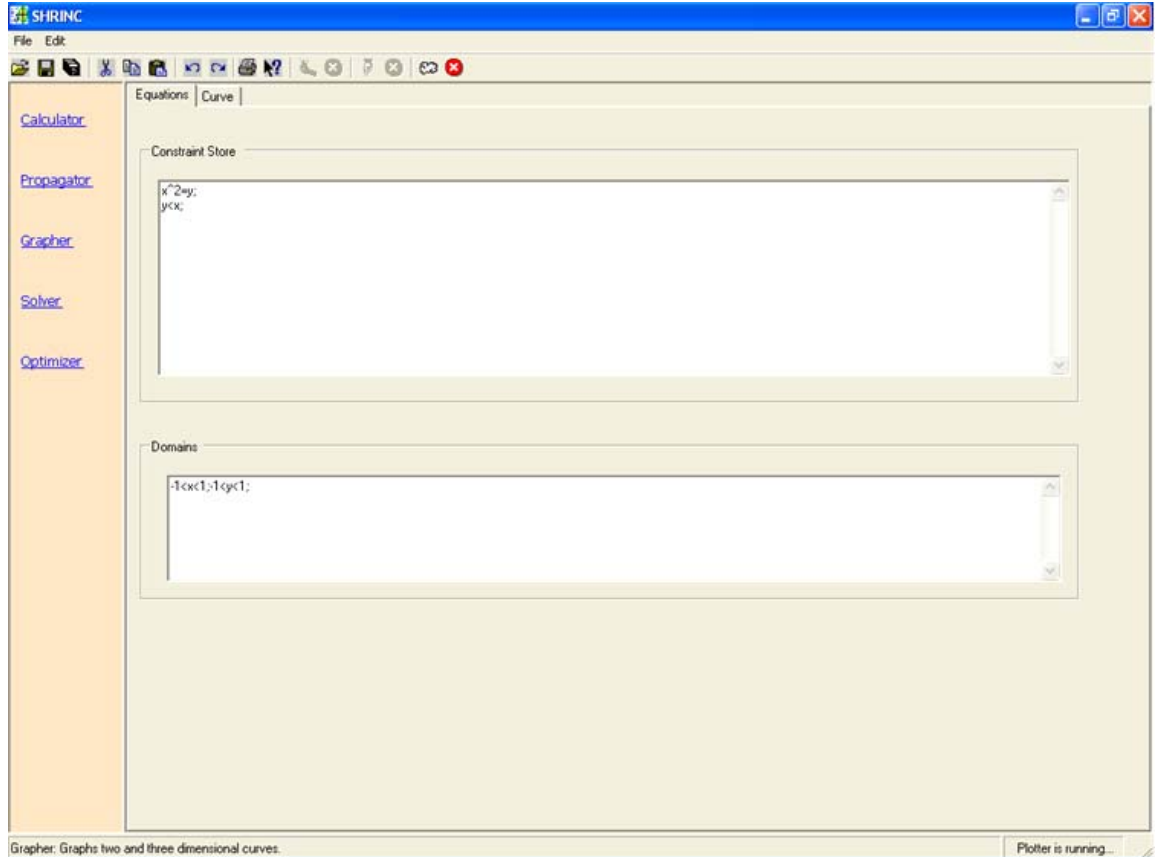 SHRINC
File Edit
Equations Curve
Calculator
Propagator
Grapher
Solver
Optimizer
Constraint Store
x^2=y;
y<x;
Domains
-1<x<1;-1<y<1;
Grapher: Graphs two and three dimensional curves.
Plotter is running...